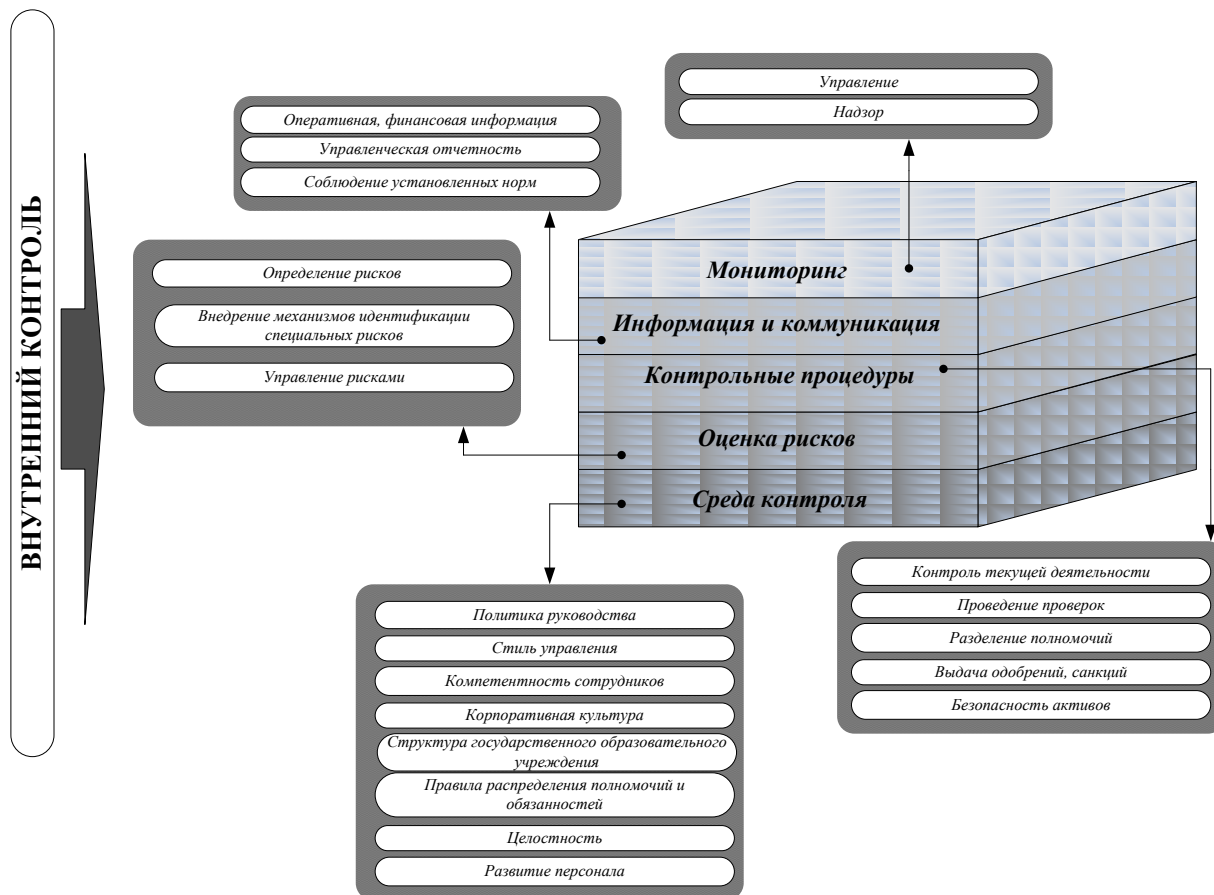 ВНУТРЕННИЙ КОНТРОЛЬ
Управление
Надзор
Оперативная, финансовая информация
Управленческая отчетность
Соблюдение установленных норм
Определение рисков
Внедрение механизмов идентификации
специальных рисков
Управление рисками
Мониторинг
Информация и коммуникация
Контрольные процедуры
Оценка рисков
Среда контроля
Контроль текущей деятельности
Проведение проверок
Разделение полномочий
Выдача одобрений, санкций
Безопасность активов
Политика руководства
Стиль управления
Компетентность сотрудников
Корпоративная культура
Структура государственного образовательного
учреждения
Правила распределения полномочий и
обязанностей
Целостность
Развитие персонала